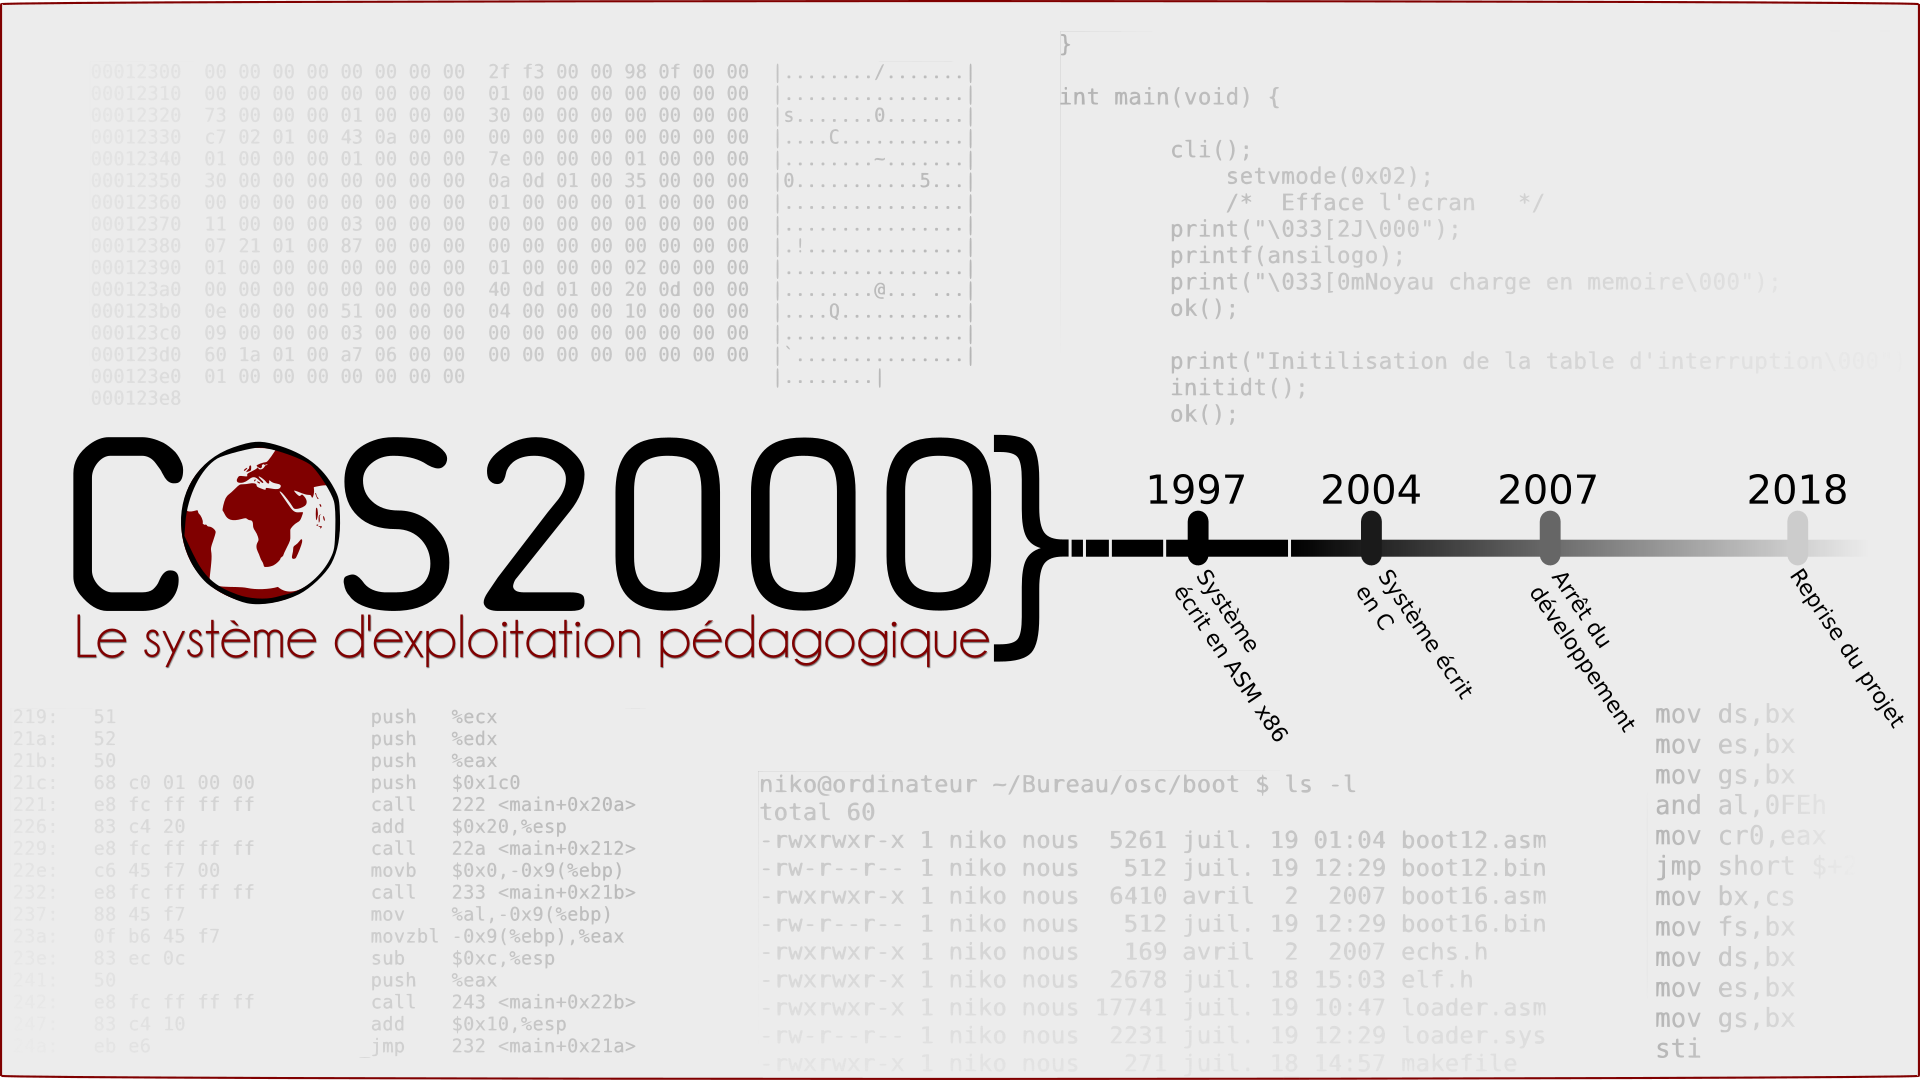 00012300  00 00 00 00 00 00 00 00  2f f3 00 00 98 0f 00 00  |......../.......|
00012310  00 00 00 00 00 00 00 00  01 00 00 00 00 00 00 00  |................|
00012320  73 00 00 00 01 00 00 00  30 00 00 00 00 00 00 00  |s.......0.......|
00012330  c7 02 01 00 43 0a 00 00  00 00 00 00 00 00 00 00  |....C...........|
00012340  01 00 00 00 01 00 00 00  7e 00 00 00 01 00 00 00  |........~.......|
00012350  30 00 00 00 00 00 00 00  0a 0d 01 00 35 00 00 00  |0...........5...|
00012360  00 00 00 00 00 00 00 00  01 00 00 00 01 00 00 00  |................|
00012370  11 00 00 00 03 00 00 00  00 00 00 00 00 00 00 00  |................|
00012380  07 21 01 00 87 00 00 00  00 00 00 00 00 00 00 00  |.!..............|
00012390  01 00 00 00 00 00 00 00  01 00 00 00 02 00 00 00  |................|
000123a0  00 00 00 00 00 00 00 00  40 0d 01 00 20 0d 00 00  |........@... ...|
000123b0  0e 00 00 00 51 00 00 00  04 00 00 00 10 00 00 00  |....Q...........|
000123c0  09 00 00 00 03 00 00 00  00 00 00 00 00 00 00 00  |................|
000123d0  60 1a 01 00 a7 06 00 00  00 00 00 00 00 00 00 00  |`...............|
000123e0  01 00 00 00 00 00 00 00  |........|
000123e8
}
int main(void) {
cli();
setvmode(0x02);
/*  Efface l'ecran   */
print("\033[2J\000");
printf(ansilogo);
print("\033[0mNoyau charge en memoire\000");
ok();
print("Initilisation de la table d'interruption\000"
initidt();
ok();
COS2000}
Le système d'exploitation pédagogique
1997
Système
écrit en ASM x86
2004
Système écrit
en C
2007
Arrêt du
développement
2018
Reprise du projet
219:   51   push   %ecx
21a:   52   push   %edx
21b:   50   push   %eax
21c:   68 c0 01 00 00   push   $0x1c0
221:   e8 fc ff ff ff   call   222 <main+0x20a>
226:   83 c4 20   add    $0x20,%esp
229:   e8 fc ff ff ff   call   22a <main+0x212>
22e:   c6 45 f7 00   movb   $0x0,-0x9(%ebp)
232:   e8 fc ff ff ff   call   233 <main+0x21b>
237:   88 45 f7   mov    %al,-0x9(%ebp)
23a:   0f b6 45 f7   movzbl -0x9(%ebp),%eax
23e:   83 ec 0c   sub    $0xc,%esp
241:   50   push   %eax
242:   e8 fc ff ff ff   call   243 <main+0x22b>
247:   83 c4 10   add    $0x10,%esp
eb e6   jmp    232 <main+0x21a>
niko@ordinateur ~/Bureau/osc/boot $ ls -l
total 60
-rwxrwxr-x 1 niko nous  5261 juil. 19 01:04 boot12.asm
-rw-r--r-- 1 niko nous   512 juil. 19 12:29 boot12.bin
-rwxrwxr-x 1 niko nous  6410 avril  2  2007 boot16.asm
-rw-r--r-- 1 niko nous   512 juil. 19 12:29 boot16.bin
-rwxrwxr-x 1 niko nous   169 avril  2  2007 echs.h
-rwxrwxr-x 1 niko nous  2678 juil. 18 15:03 elf.h
-rwxrwxr-x 1 niko nous 17741 juil. 19 10:47 loader.asm
-rw-r--r-- 1 niko nous  2231 juil. 19 12:29 loader.sys
-rwxrwxr-x 1 niko nous   271 juil. 18 14:57 makefile
mov ds,bx
mov es,bx
mov gs,bx
and al,0FEh
mov cr0,eax
jmp short $+
mov bx,cs
mov fs,bx
mov ds,bx
mov es,bx
mov gs,bx
sti